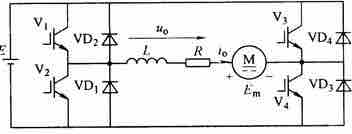 V₁
VD₂
uₒ
V₃
VD₄
E
L
R
iₒ
M
V₂
VD₁
+
Eₘ
−
V₄
VD₃